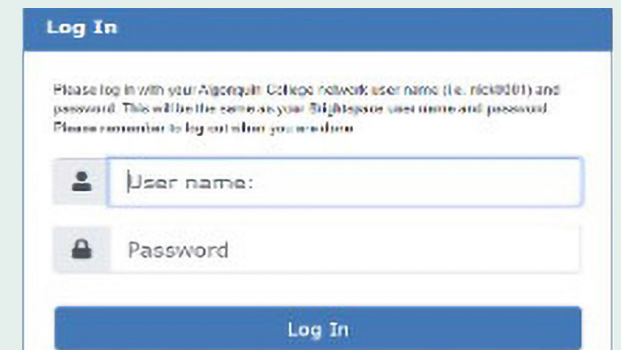 Log In
Please log in with your Algonquin College network user name (i.e. nick0001) and
password. This will be the same as your Brightspace user name and password.
Please remember to log out when you are done
User name:
Password
Log In